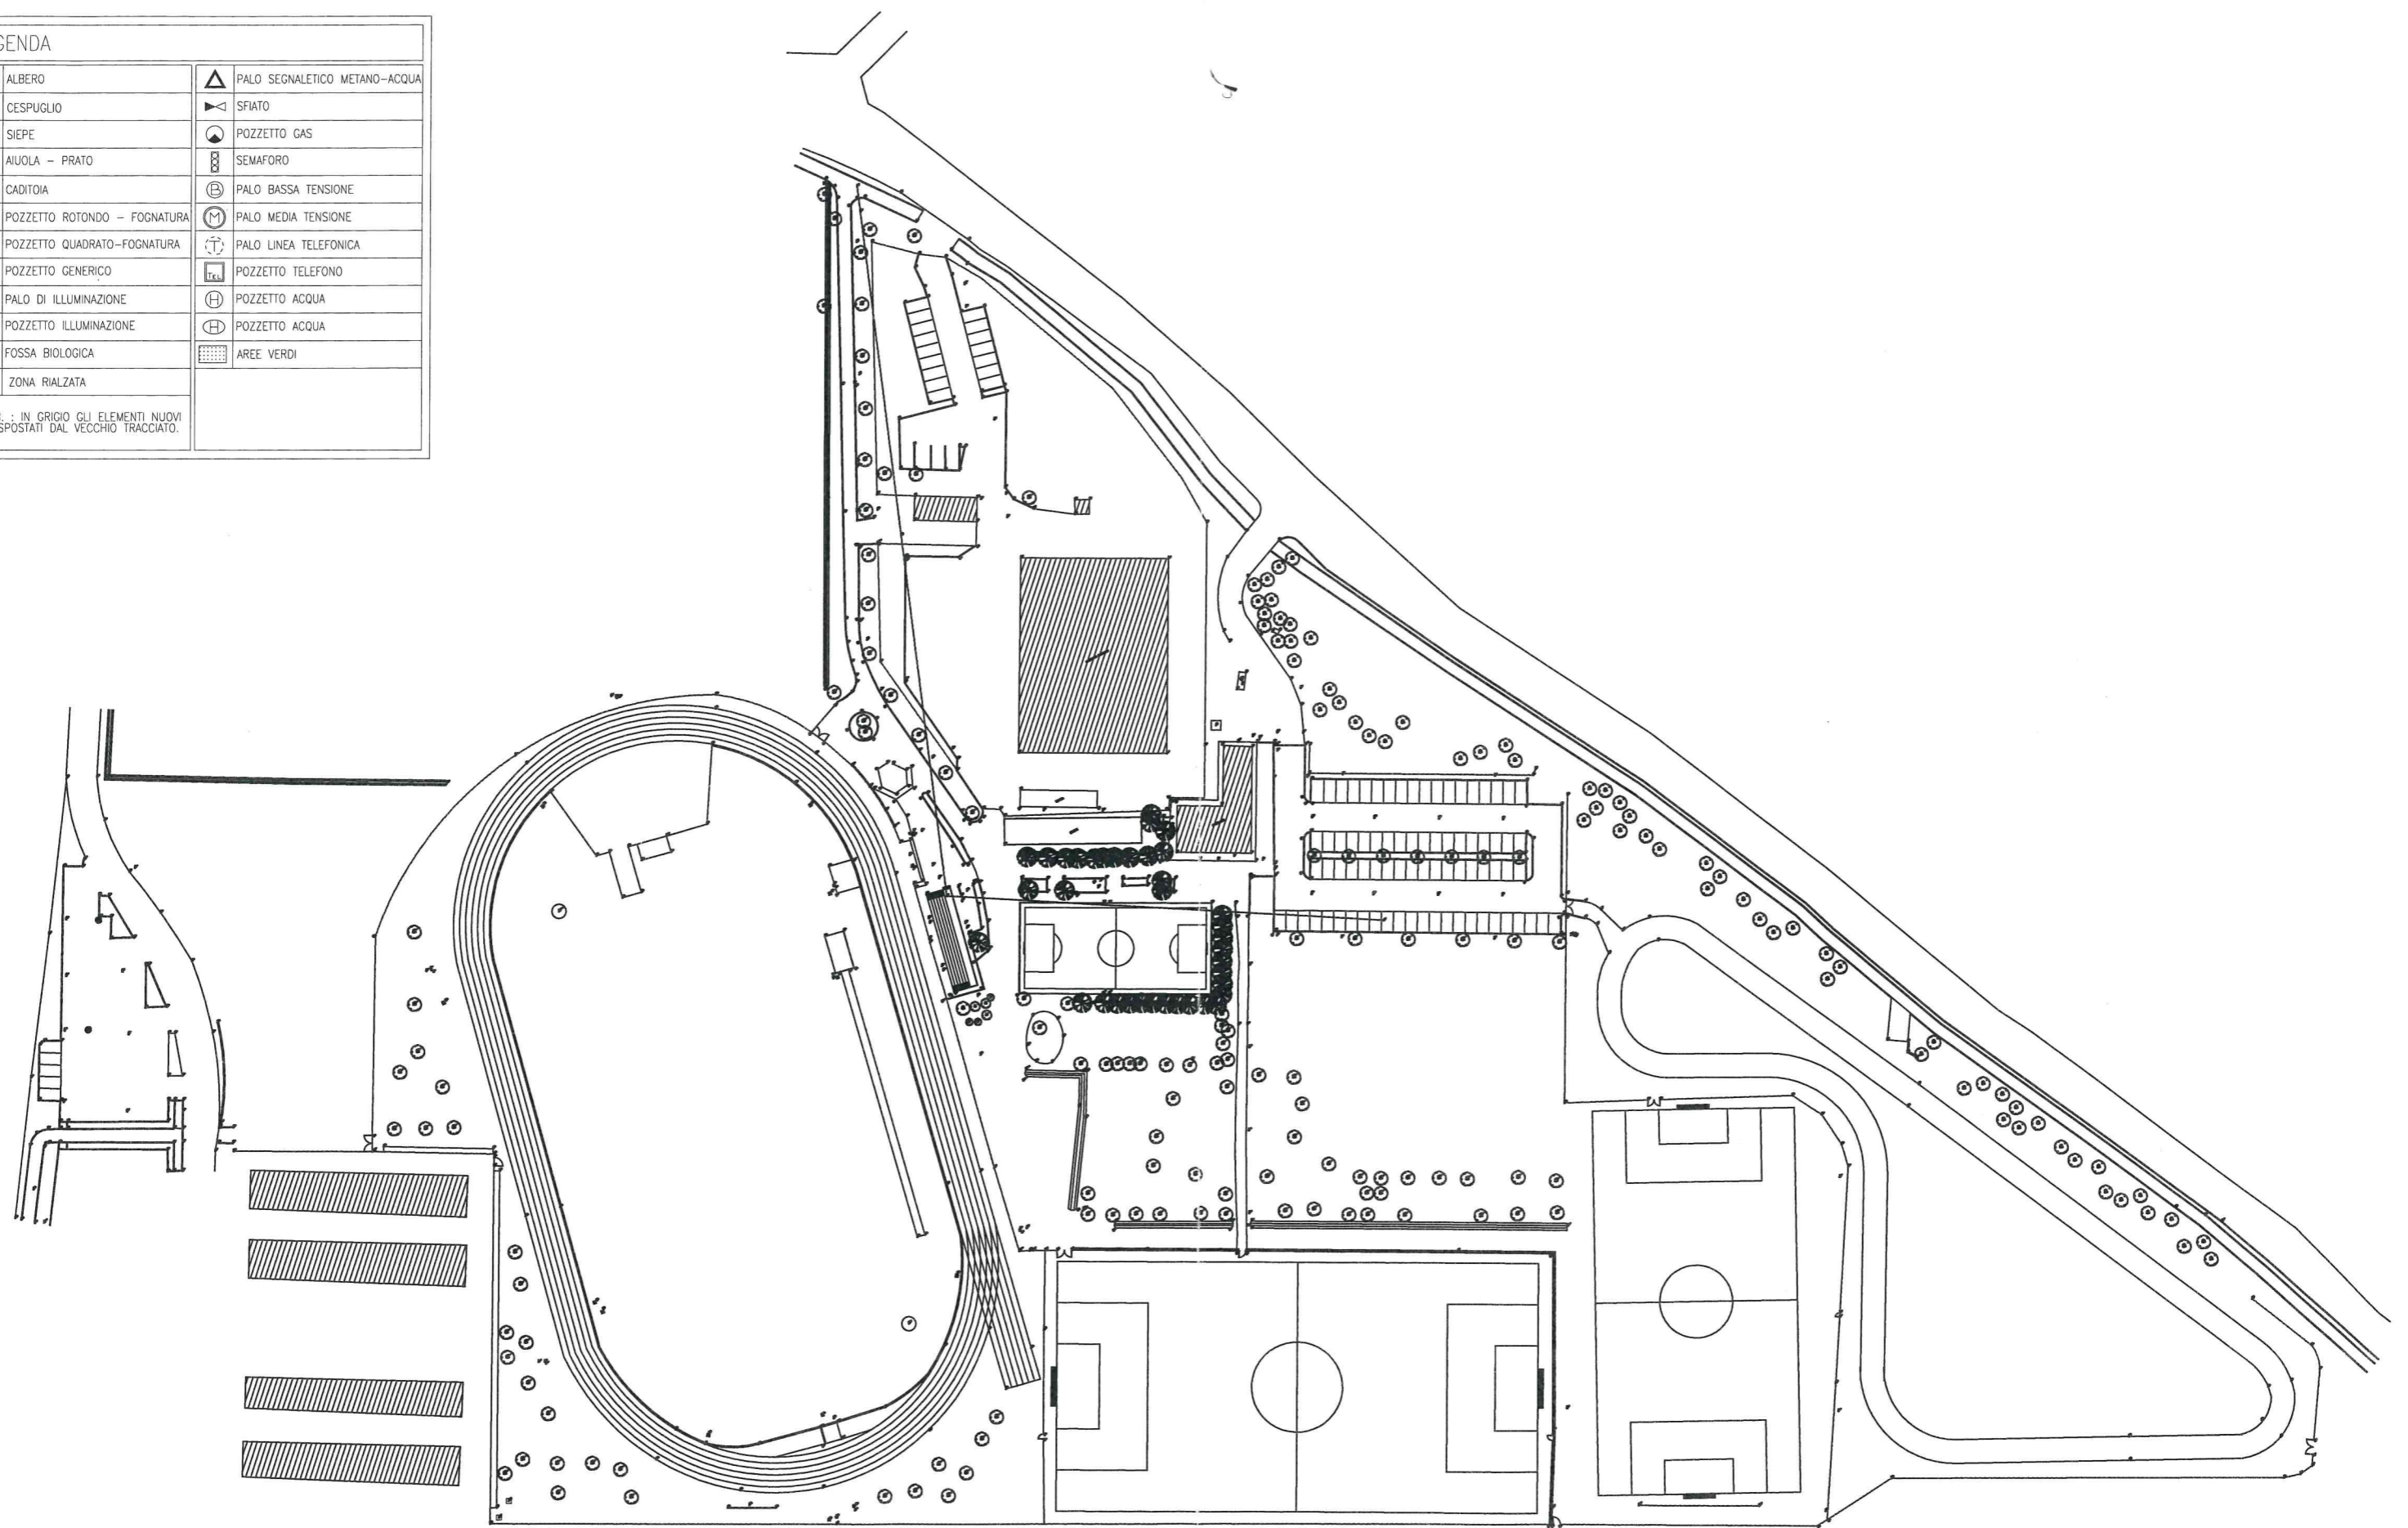 GENDA
ALBERO
CESPUGLIO
SIEPE
AIUOLA - PRATO
CADITOIA
POZZETTO ROTONDO - FOGNATURA
POZZETTO QUADRATO-FOGNATURA
POZZETTO GENERICO
PALO DI ILLUMINAZIONE
POZZETTO ILLUMINAZIONE
FOSSA BIOLOGICA
ZONA RIALZATA
. : IN GRIGIO GLI ELEMENTI NUOVI
SPOSTATI DAL VECCHIO TRACCIATO.
PALO SEGNALETICO METANO-ACQUA
SFIATO
POZZETTO GAS
SEMAFORO
B PALO BASSA TENSIONE
M PALO MEDIA TENSIONE
T PALO LINEA TELEFONICA
TEL POZZETTO TELEFONO
H POZZETTO ACQUA
H POZZETTO ACQUA
AREE VERDI